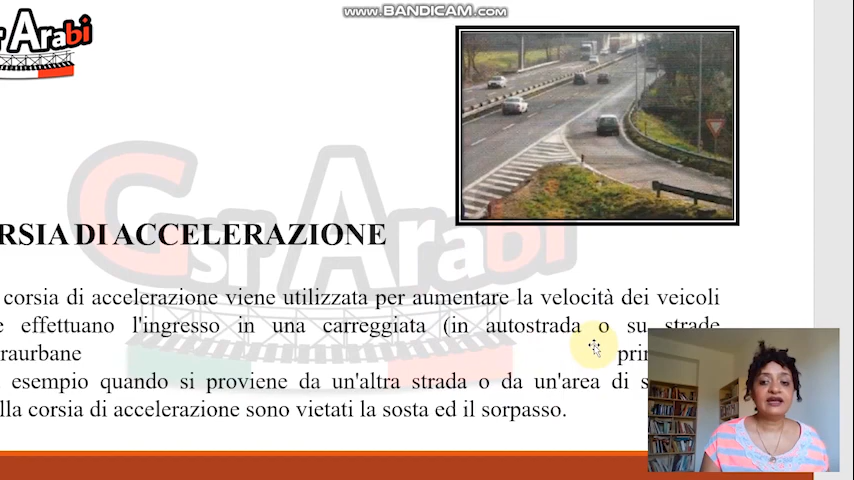 www.BANDICAM.com
Arabi
Gsr Arabi
RSIA DI ACCELERAZIONE
corsia di accelerazione viene utilizzata per aumentare la velocità dei veicoli
effettuano l'ingresso in una carreggiata (in autostrada o su strade
esempio quando si proviene da un'altra strada o da un'area di
corsia di accelerazione sono vietati la sosta ed il sorpasso.